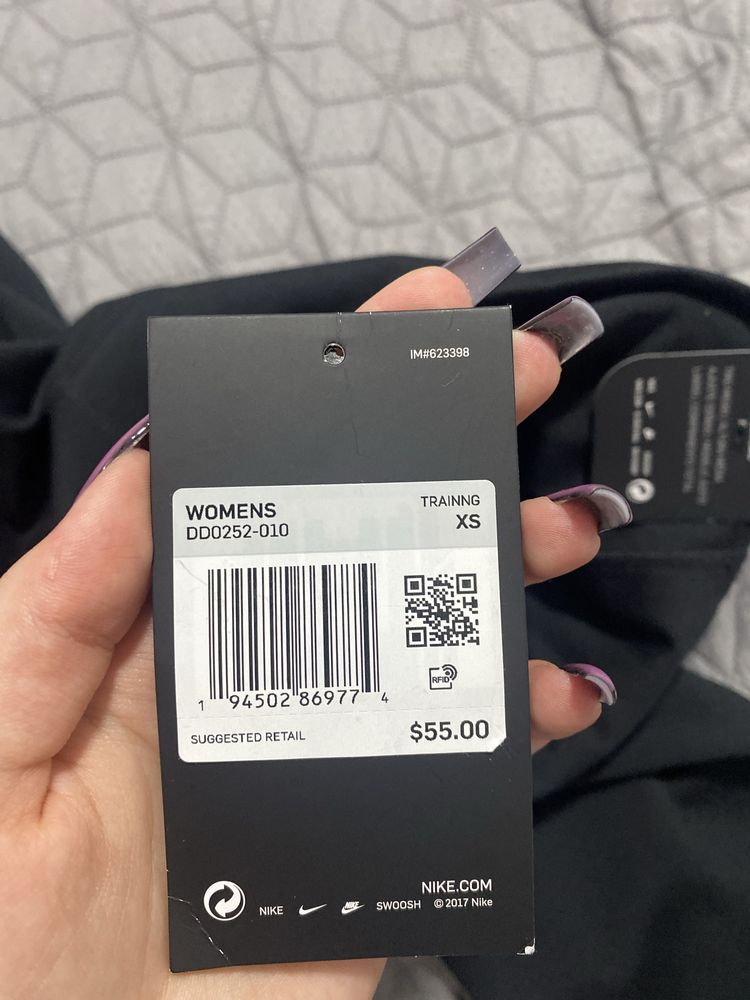 IM#623398
WOMENS
TRAINNG
DD0252-010
XS
RFID
1 94502 86977 4
SUGGESTED RETAIL
$55.00
NIKE.COM
NIKE NIKE SWOOSH © 2017 Nike